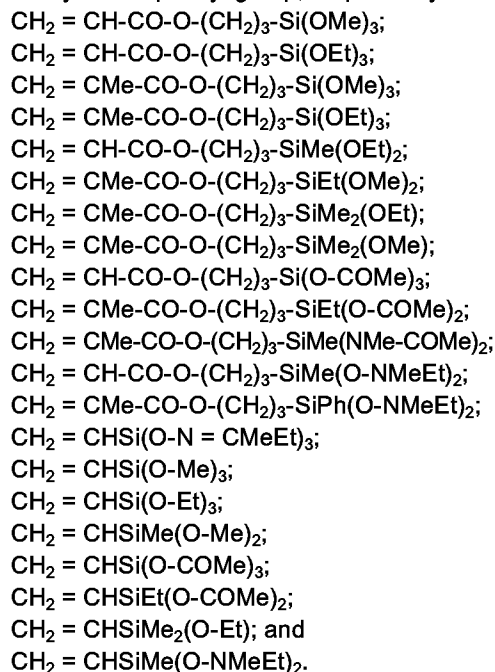 CH₂ = CH-CO-O-(CH₂)₃-Si(OMe)₃;
CH₂ = CH-CO-O-(CH₂)₃-Si(OEt)₃;
CH₂ = CMe-CO-O-(CH₂)₃-Si(OMe)₃;
CH₂ = CMe-CO-O-(CH₂)₃-Si(OEt)₃;
CH₂ = CH-CO-O-(CH₂)₃-SiMe(OEt)₂;
CH₂ = CMe-CO-O-(CH₂)₃-SiEt(OMe)₂;
CH₂ = CMe-CO-O-(CH₂)₃-SiMe₂(OEt);
CH₂ = CMe-CO-O-(CH₂)₃-SiMe₂(OMe);
CH₂ = CH-CO-O-(CH₂)₃-Si(O-COMe)₃;
CH₂ = CMe-CO-O-(CH₂)₃-SiEt(O-COMe)₂;
CH₂ = CMe-CO-O-(CH₂)₃-SiMe(NMe-COMe)₂;
CH₂ = CH-CO-O-(CH₂)₃-SiMe(O-NMeEt)₂;
CH₂ = CMe-CO-O-(CH₂)₃-SiPh(O-NMeEt)₂;
CH₂ = CHSi(O-N = CMeEt)₃;
CH₂ = CHSi(O-Me)₃;
CH₂ = CHSi(O-Et)₃;
CH₂ = CHSiMe(O-Me)₂;
CH₂ = CHSi(O-COMe)₃;
CH₂ = CHSiEt(O-COMe)₂;
CH₂ = CHSiMe₂(O-Et); and
CH₂ = CHSiMe(O-NMeEt)₂.